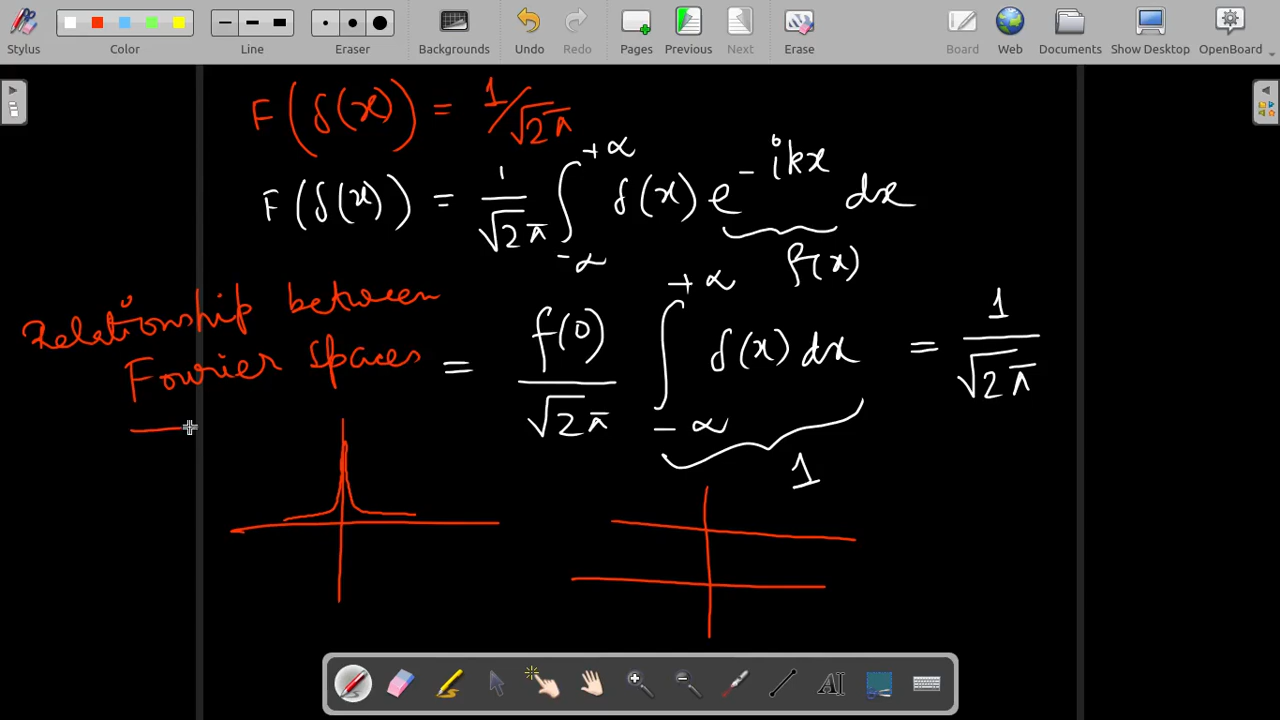 Stylus Color Line Eraser Backgrounds Undo Redo Pages Previous Next Erase Board Web Documents Show Desktop OpenBoard
F(δ(x)) = 1/√2π
F(δ(x)) = 1/√2π ∫_{-α}^{+α} δ(x) e^{-ikx} dx
f(x)
Relationship between
Fourier spaces
= f(0)/√2π ∫_{-α}^{+α} δ(x) dx = 1/√2π
1